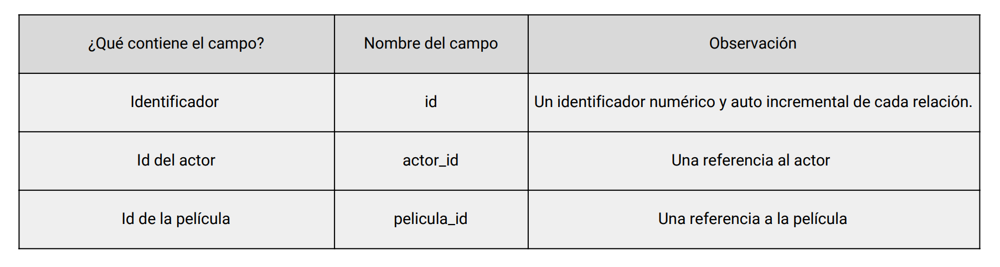 ¿Qué contiene el campo? Nombre del campo Observación
Identificador id Un identificador numérico y auto incremental de cada relación.
Id del actor actor_id Una referencia al actor
Id de la película pelicula_id Una referencia a la película